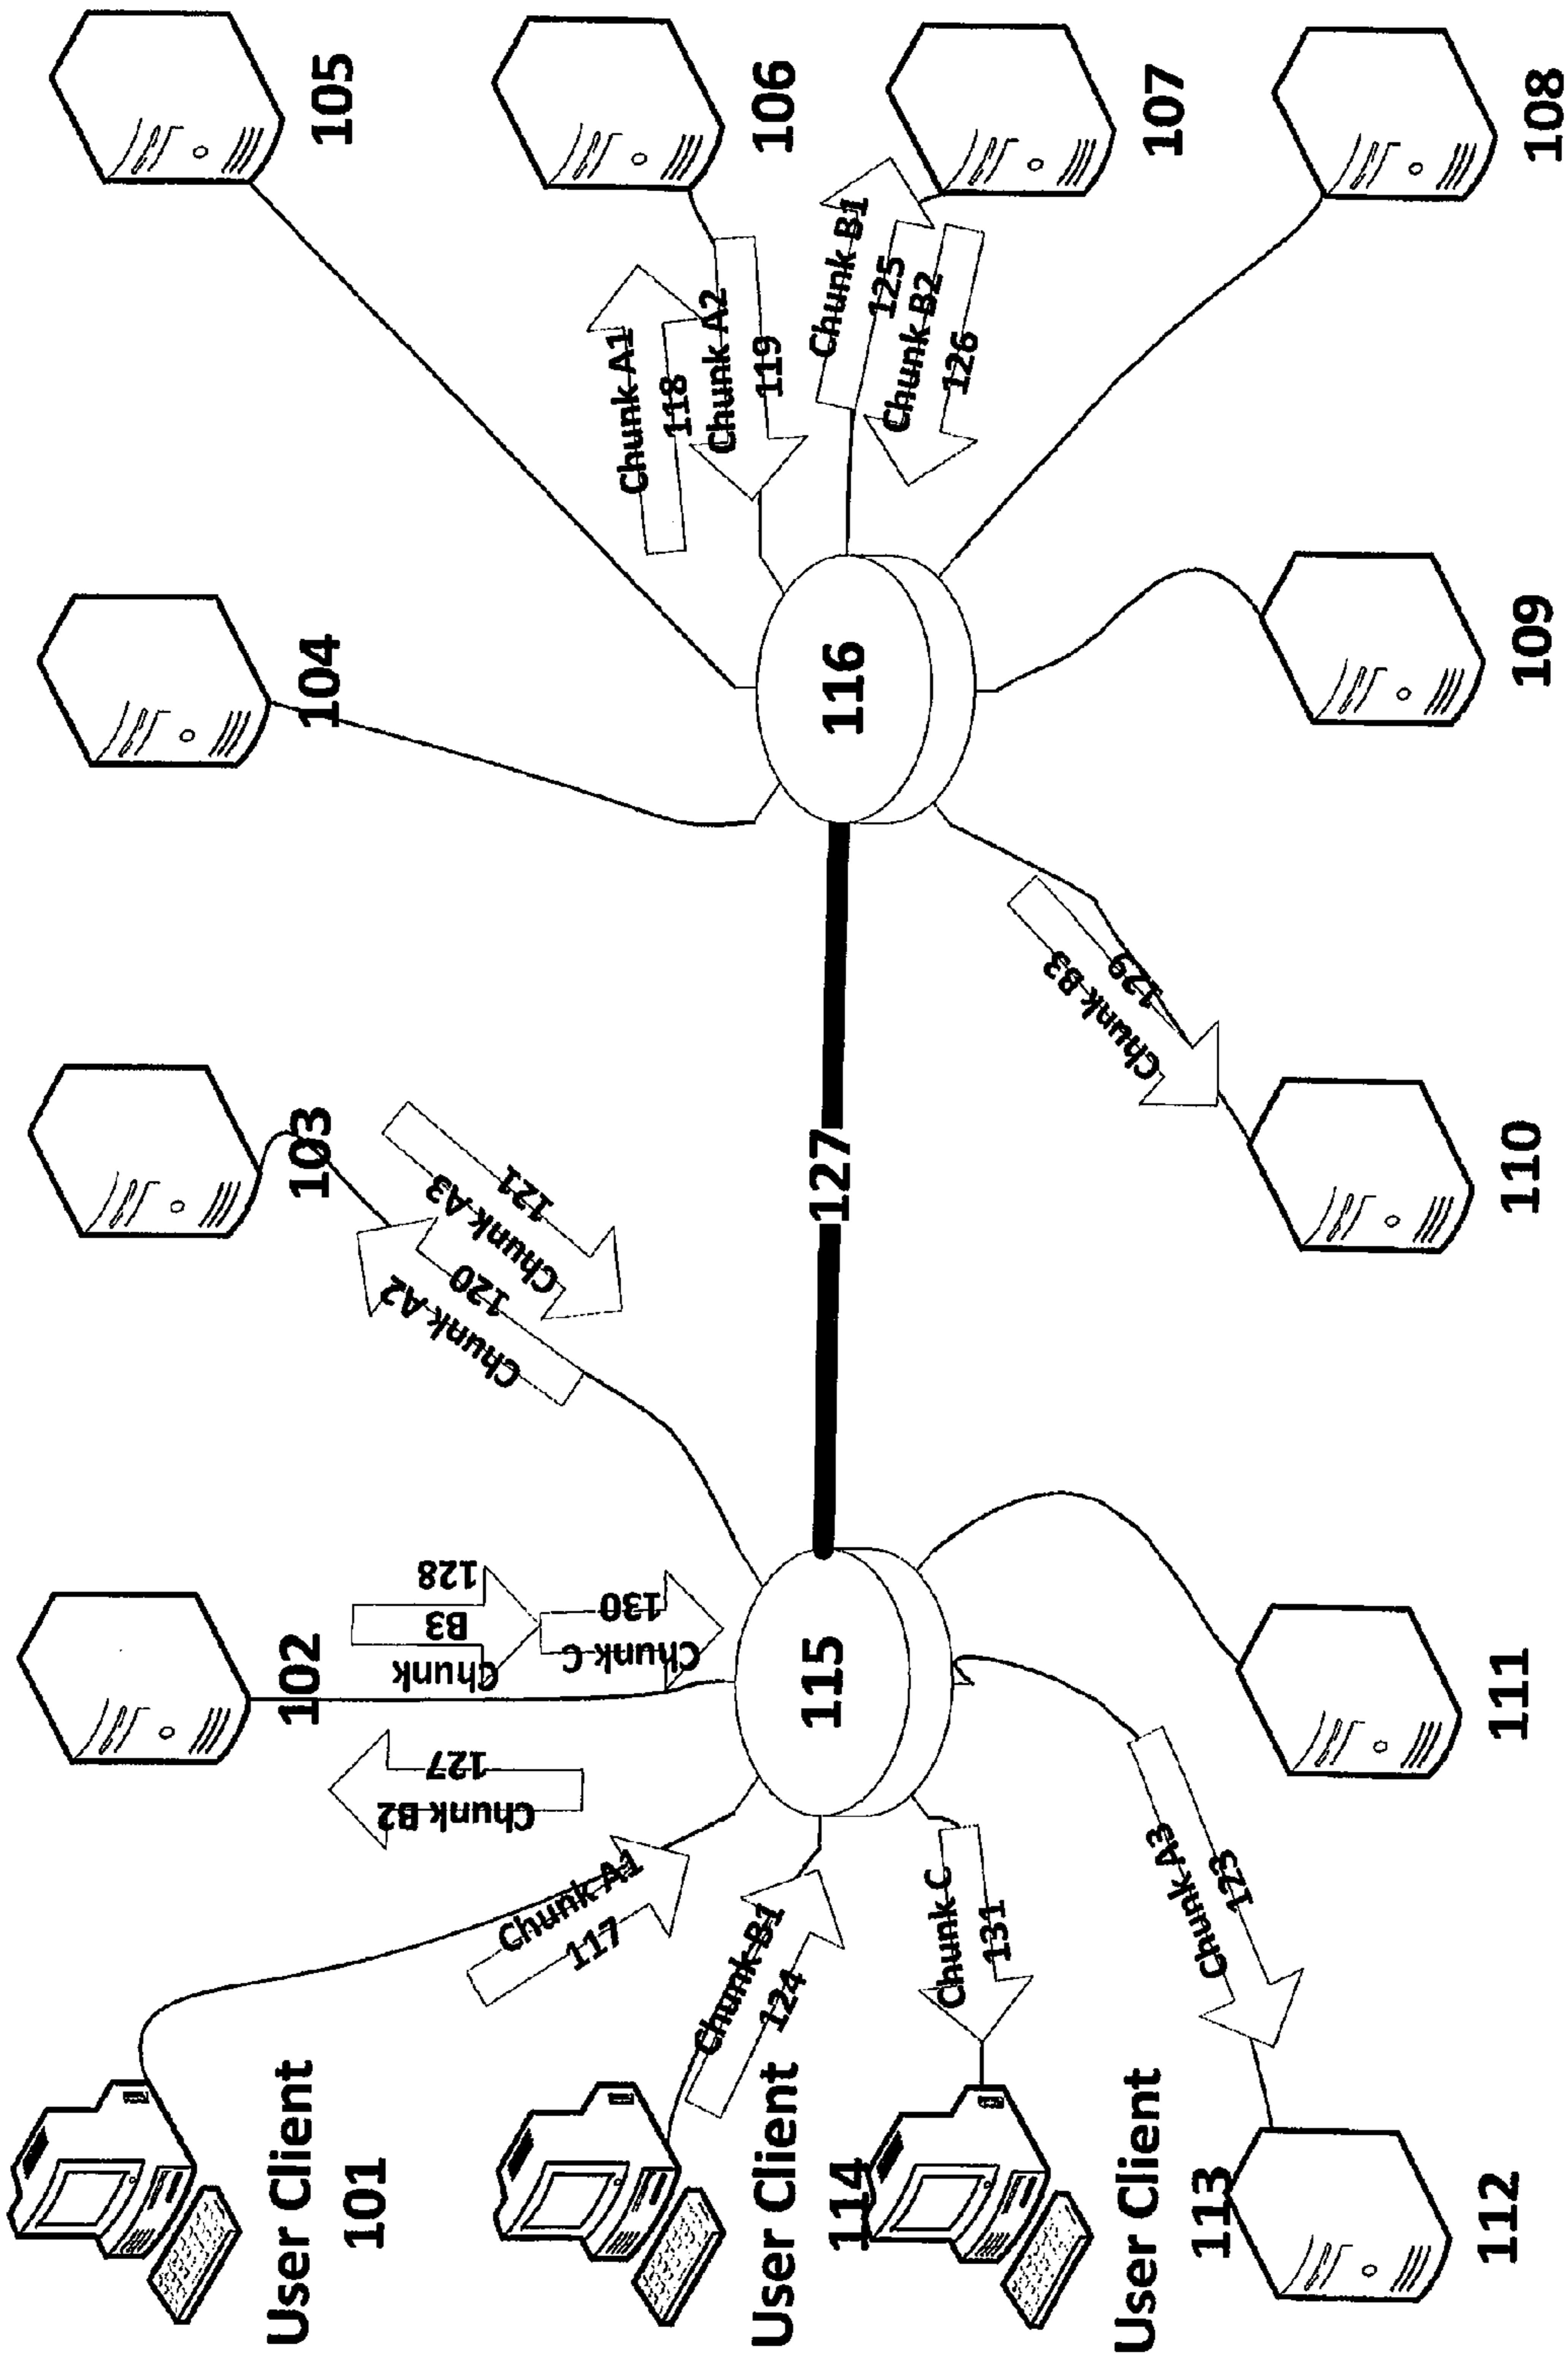 User Client
101
102
103
104
105
Chunk B2
127
Chunk
B3
128
Chunk C
130
Chunk A2
120
Chunk A3
121
Chunk A1
117
Chunk A1
118
Chunk A2
119
106
User Client
114
Chunk B1
124
115
127
116
Chunk B1
125
Chunk B2
126
107
User Client
113
Chunk C
131
Chunk A3
123
Chunk B3
129
108
112
111
110
109